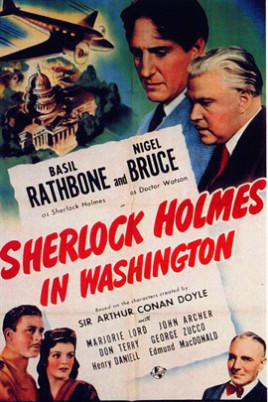 BASIL
RATHBONE
as Sherlock Holmes
and
NIGEL
BRUCE
as Doctor Watson
SHERLOCK HOLMES
IN WASHINGTON
Based on the characters created by
SIR ARTHUR CONAN DOYLE
MARJORIE LORD JOHN ARCHER
DON TERRY GEORGE ZUCCO
Henry DANIELL Edmund MacDONALD